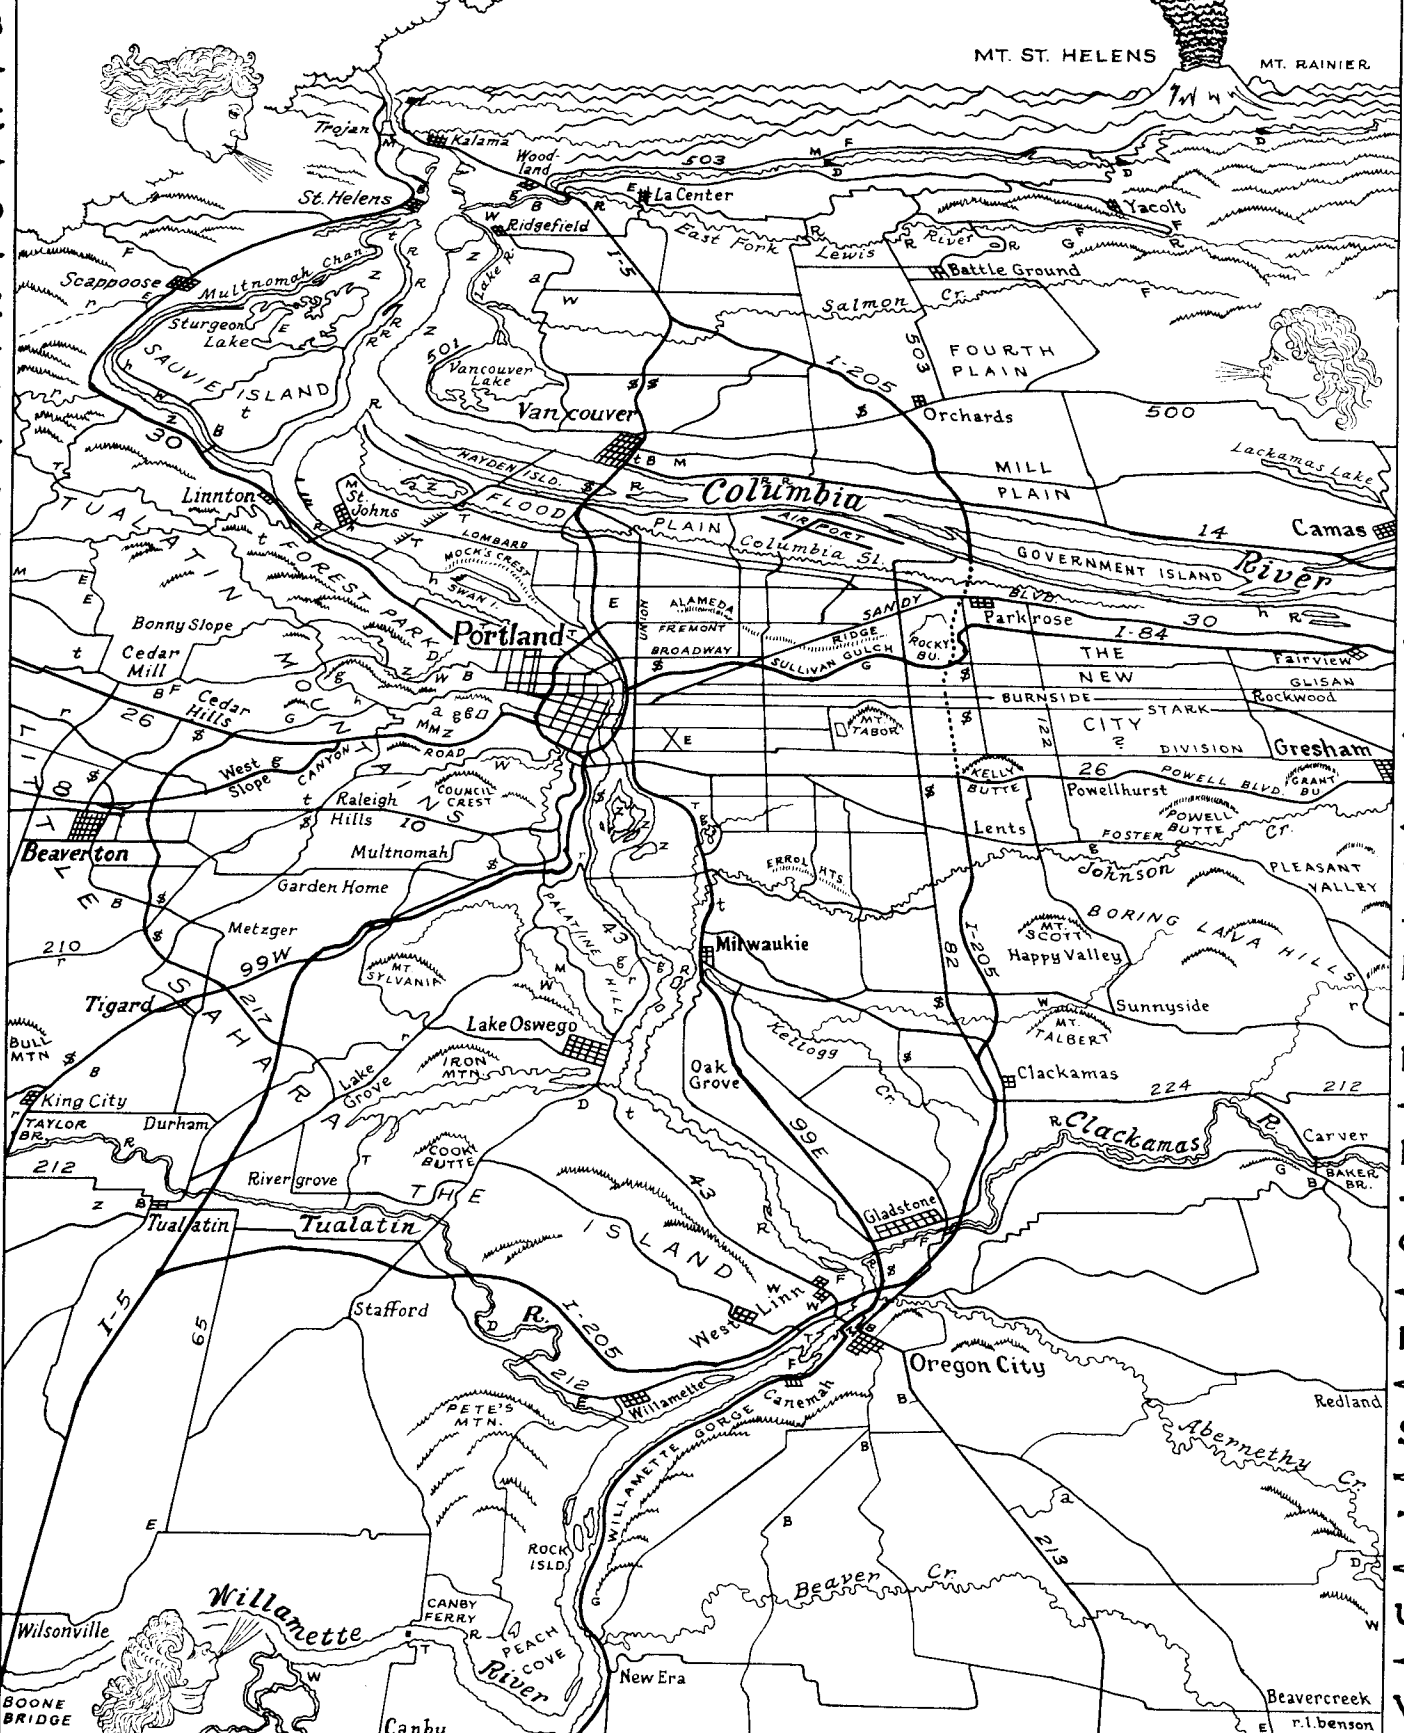 MT. ST. HELENS
MT. RAINIER
Trojan
Kalama
Wood-
land
503
St. Helens
La Center
Yacolt
Ridgefield
East Fork
Lewis
River
I-5
Scappoose
Multnomah Chan.
Lake R.
Battle Ground
Salmon
Cr.
Sturgeon
Lake
SAUVIE ISLAND
501
Vancouver
Lake
I-205
503
FOURTH
PLAIN
Vancouver
Orchards
500
30
HAYDEN ISLD.
MILL
PLAIN
Lackamas Lake
Linnton
St.
Johns
Columbia
River
FLOOD
PLAIN
AIRPORT
14
Camas
LOMBARD
MOCK'S CREST
Columbia Sl.
GOVERNMENT ISLAND
TUALATIN
MOUNTAINS
FOREST PARK
SWAN I.
UNION
ALAMEDA
FREMONT
BROADWAY
SANDY
BLVD.
Parkrose
30
I-84
Bonny Slope
Portland
RIDGE
SULLIVAN GULCH
ROCKY
BU.
Fairview
Cedar
Mill
THE
NEW
CITY
?
GLISAN
Rockwood
BURNSIDE
STARK
Cedar
Hills
26
MT.
TABOR
122
DIVISION
Gresham
West
Slope
CANYON
ROAD
COUNCIL
CREST
KELLY
BUTTE
26
POWELL BLVD.
GRANT
BU.
Powellhurst
8
Raleigh
Hills
10
Lents
FOSTER
POWELL
BUTTE
Cr.
Beaverton
Multnomah
Johnson
PLEASANT
VALLEY
Garden Home
ERROL HTS.
LITTLE
SAHARA
PALATINE
HILL
43
BORING LAVA HILLS
Metzger
210
99W
Milwaukie
MT.
SCOTT
Happy Valley
MT.
SYLVANIA
82
I-205
Tigard
217
Lake Oswego
Sunnyside
BULL
MTN
Kellogg
Cr.
MT.
TALBERT
IRON
MTN.
Oak
Grove
Lake
Grove
Clackamas
224
212
King City
TAYLOR
BR.
Durham
99E
Clackamas
R.
Carver
212
COOK
BUTTE
43
BAKER
BR.
Rivergrove
THE
ISLAND
Gladstone
Tualatin
Tualatin
R.
Stafford
I-5
65
I-205
West Linn
212
Oregon City
Willamette
Canemah
Redland
PETE'S
MTN.
WILLAMETTE GORGE
Abernethy
Cr.
213
ROCK
ISLD.
Beaver
Cr.
Willamette
River
CANBY
FERRY
PEACH
COVE
Wilsonville
New Era
BOONE
BRIDGE
Canby
Beavercreek
r.l.benson